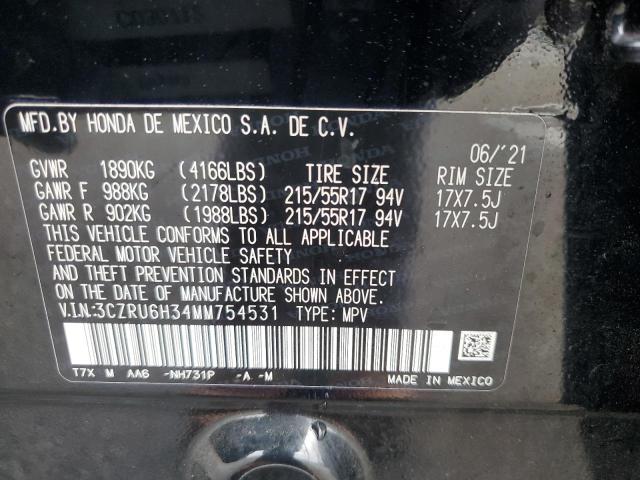 MFD.BY HONDA DE MEXICO S.A. DE C.V.
06/'21
GVWR 1890KG (4166LBS) TIRE SIZE RIM SIZE
GAWR F 988KG (2178LBS) 215/55R17 94V 17X7.5J
GAWR R 902KG (1988LBS) 215/55R17 94V 17X7.5J
THIS VEHICLE CONFORMS TO ALL APPLICABLE
FEDERAL MOTOR VEHICLE SAFETY
AND THEFT PREVENTION STANDARDS IN EFFECT
ON THE DATE OF MANUFACTURE SHOWN ABOVE.
V.I.N.:3CZRU6H34MM754531 TYPE: MPV
T7X M AA6 -NH731P -A -M
MADE IN MEXICO